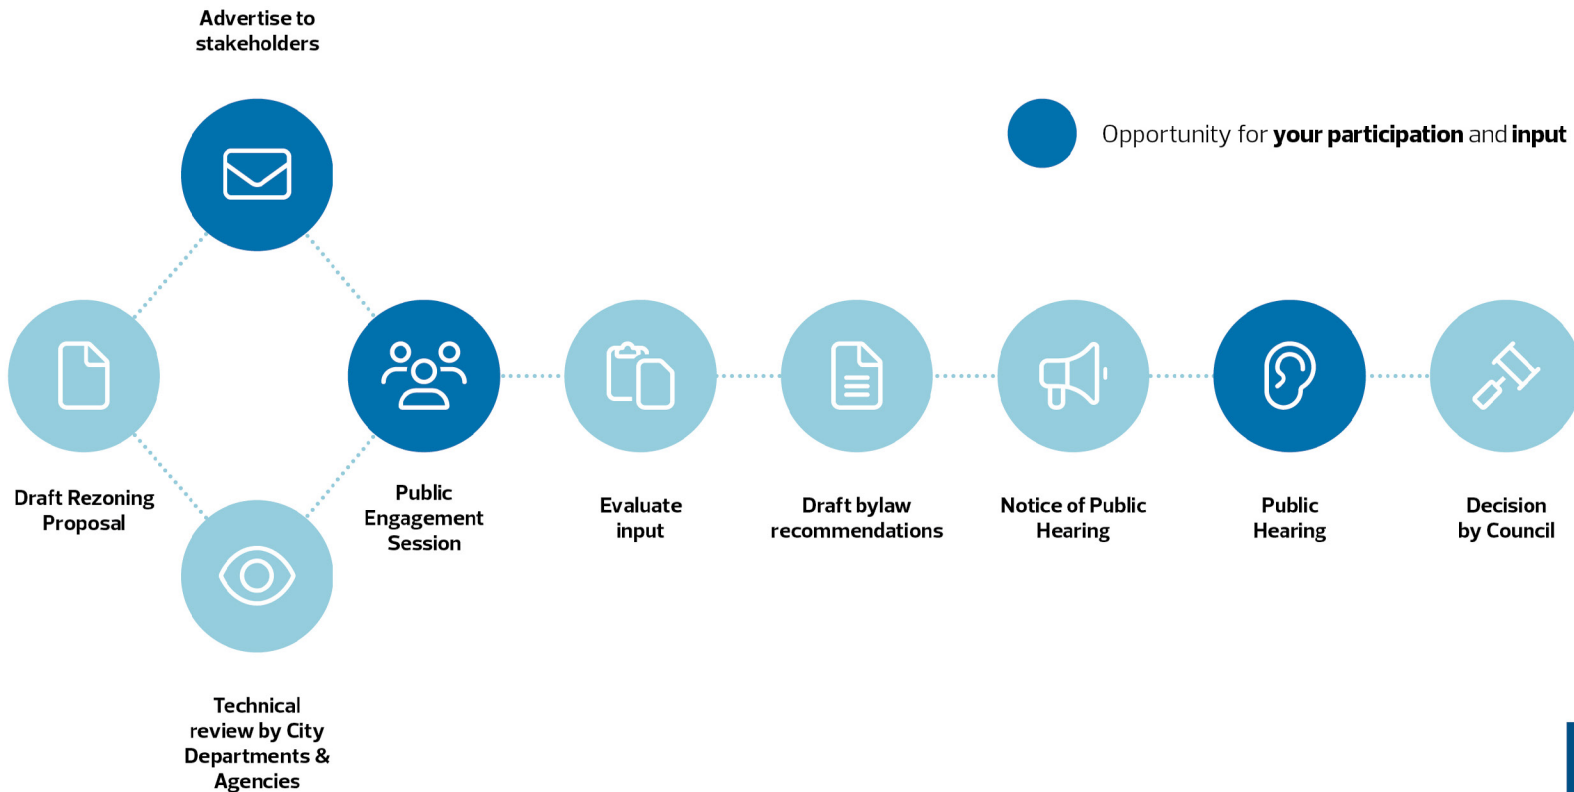 Advertise to
stakeholders
Opportunity for your participation and input
Draft Rezoning
Proposal
Public
Engagement
Session
Evaluate
input
Draft bylaw
recommendations
Notice of Public
Hearing
Public
Hearing
Decision
by Council
Technical
review by City
Departments &
Agencies